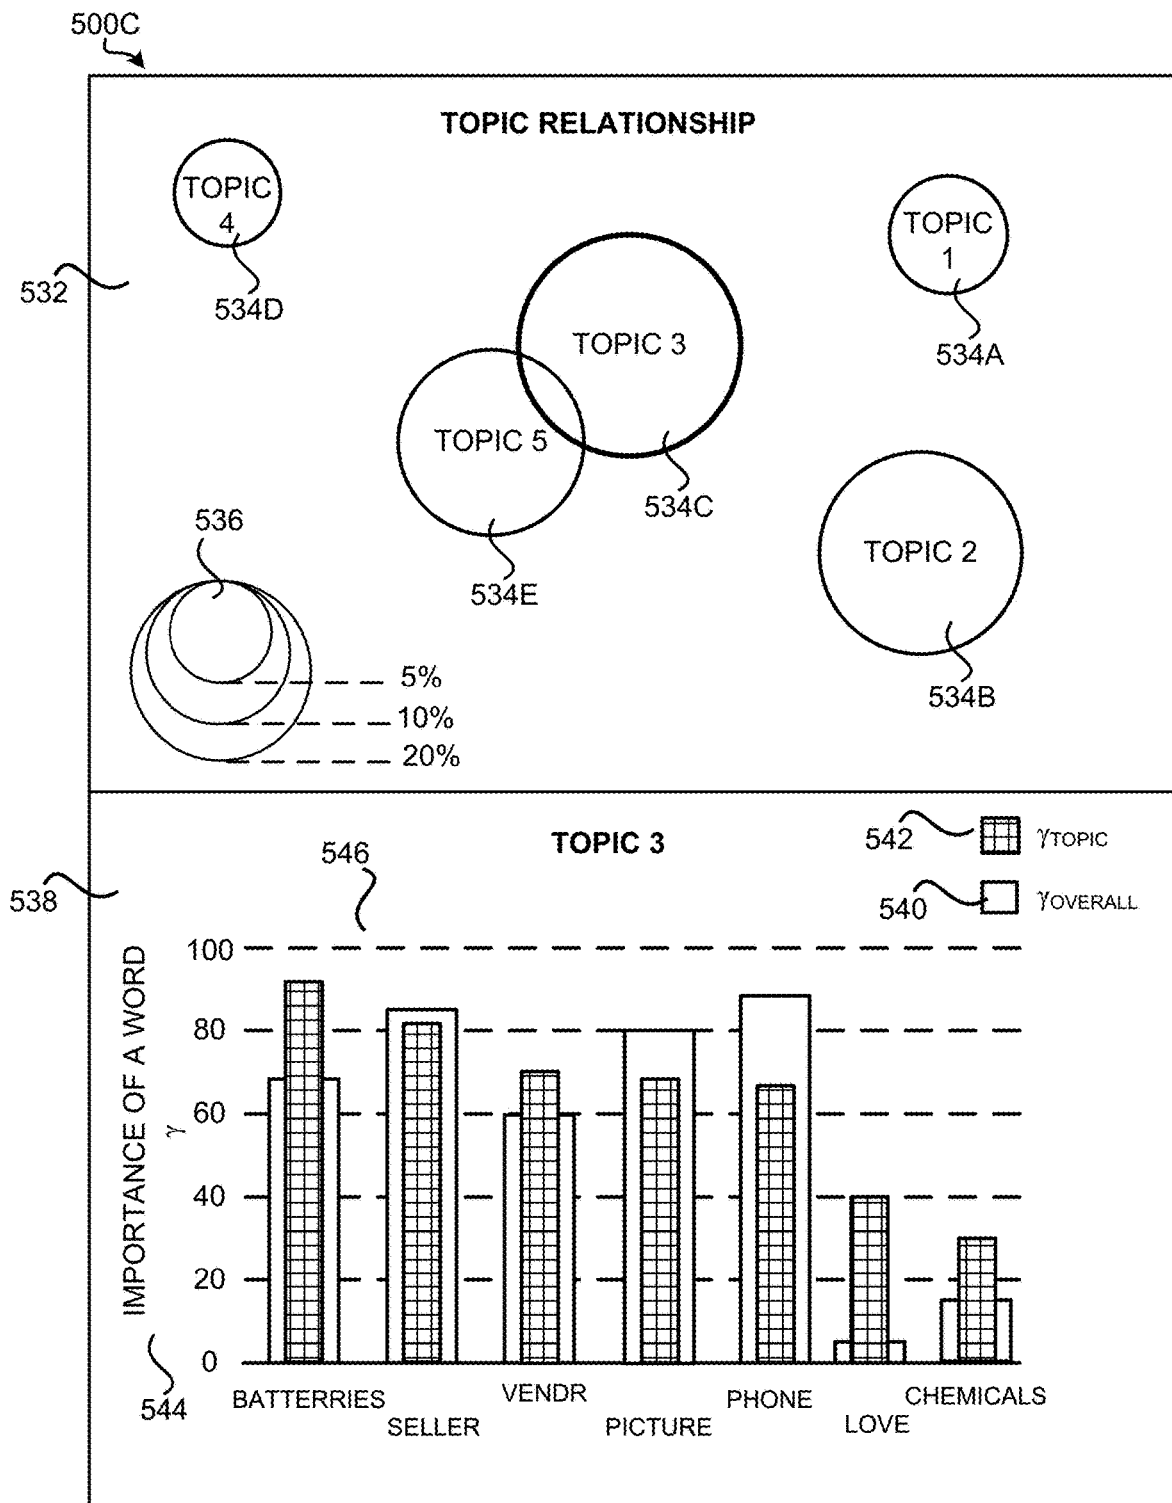 500C
TOPIC RELATIONSHIP
TOPIC
4
TOPIC
1
532
534D
TOPIC 3
534A
TOPIC 5
534C
536
TOPIC 2
534E
5%
534B
10%
20%
TOPIC 3
542
γTOPIC
546
538
540
γOVERALL
IMPORTANCE OF A WORD
γ
100
80
60
40
20
0
544
BATTERRIES
SELLER
VENDR
PICTURE
PHONE
LOVE
CHEMICALS